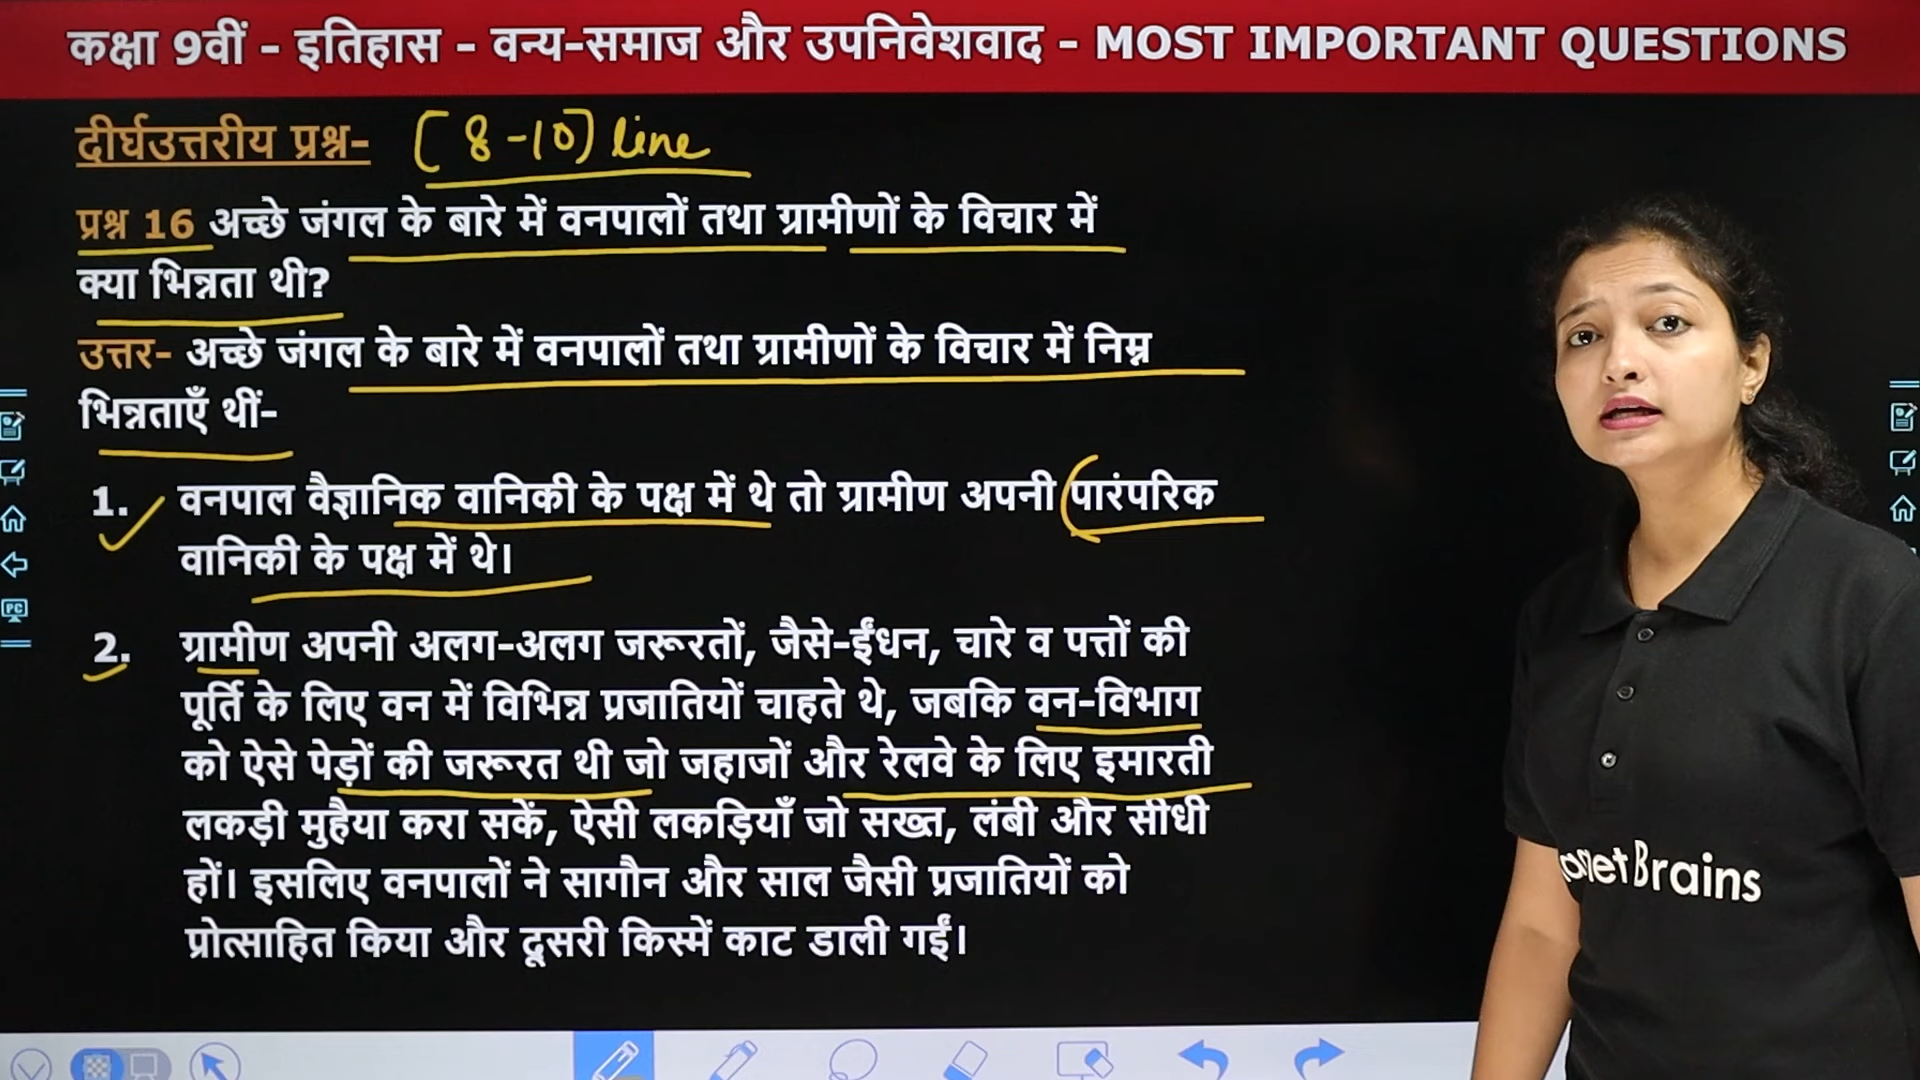 कक्षा 9वीं - इतिहास - वन्य-समाज और उपनिवेशवाद - MOST IMPORTANT QUESTIONS
दीर्घउत्तरीय प्रश्न- [8-10] line
प्रश्न 16 अच्छे जंगल के बारे में वनपालों तथा ग्रामीणों के विचार में
क्या भिन्नता थी?
उत्तर- अच्छे जंगल के बारे में वनपालों तथा ग्रामीणों के विचार में निम्न
भिन्नताएँ थीं-
1. वनपाल वैज्ञानिक वानिकी के पक्ष में थे तो ग्रामीण अपनी पारंपरिक
वानिकी के पक्ष में थे।
2. ग्रामीण अपनी अलग-अलग जरूरतों, जैसे-ईंधन, चारे व पत्तों की
पूर्ति के लिए वन में विभिन्न प्रजातियों चाहते थे, जबकि वन-विभाग
को ऐसे पेड़ों की जरूरत थी जो जहाजों और रेलवे के लिए इमारती
लकड़ी मुहैया करा सकें, ऐसी लकड़ियाँ जो सख्त, लंबी और सीधी
हों। इसलिए वनपालों ने सागौन और साल जैसी प्रजातियों को
प्रोत्साहित किया और दूसरी किस्में काट डाली गईं।
PC
net Brains